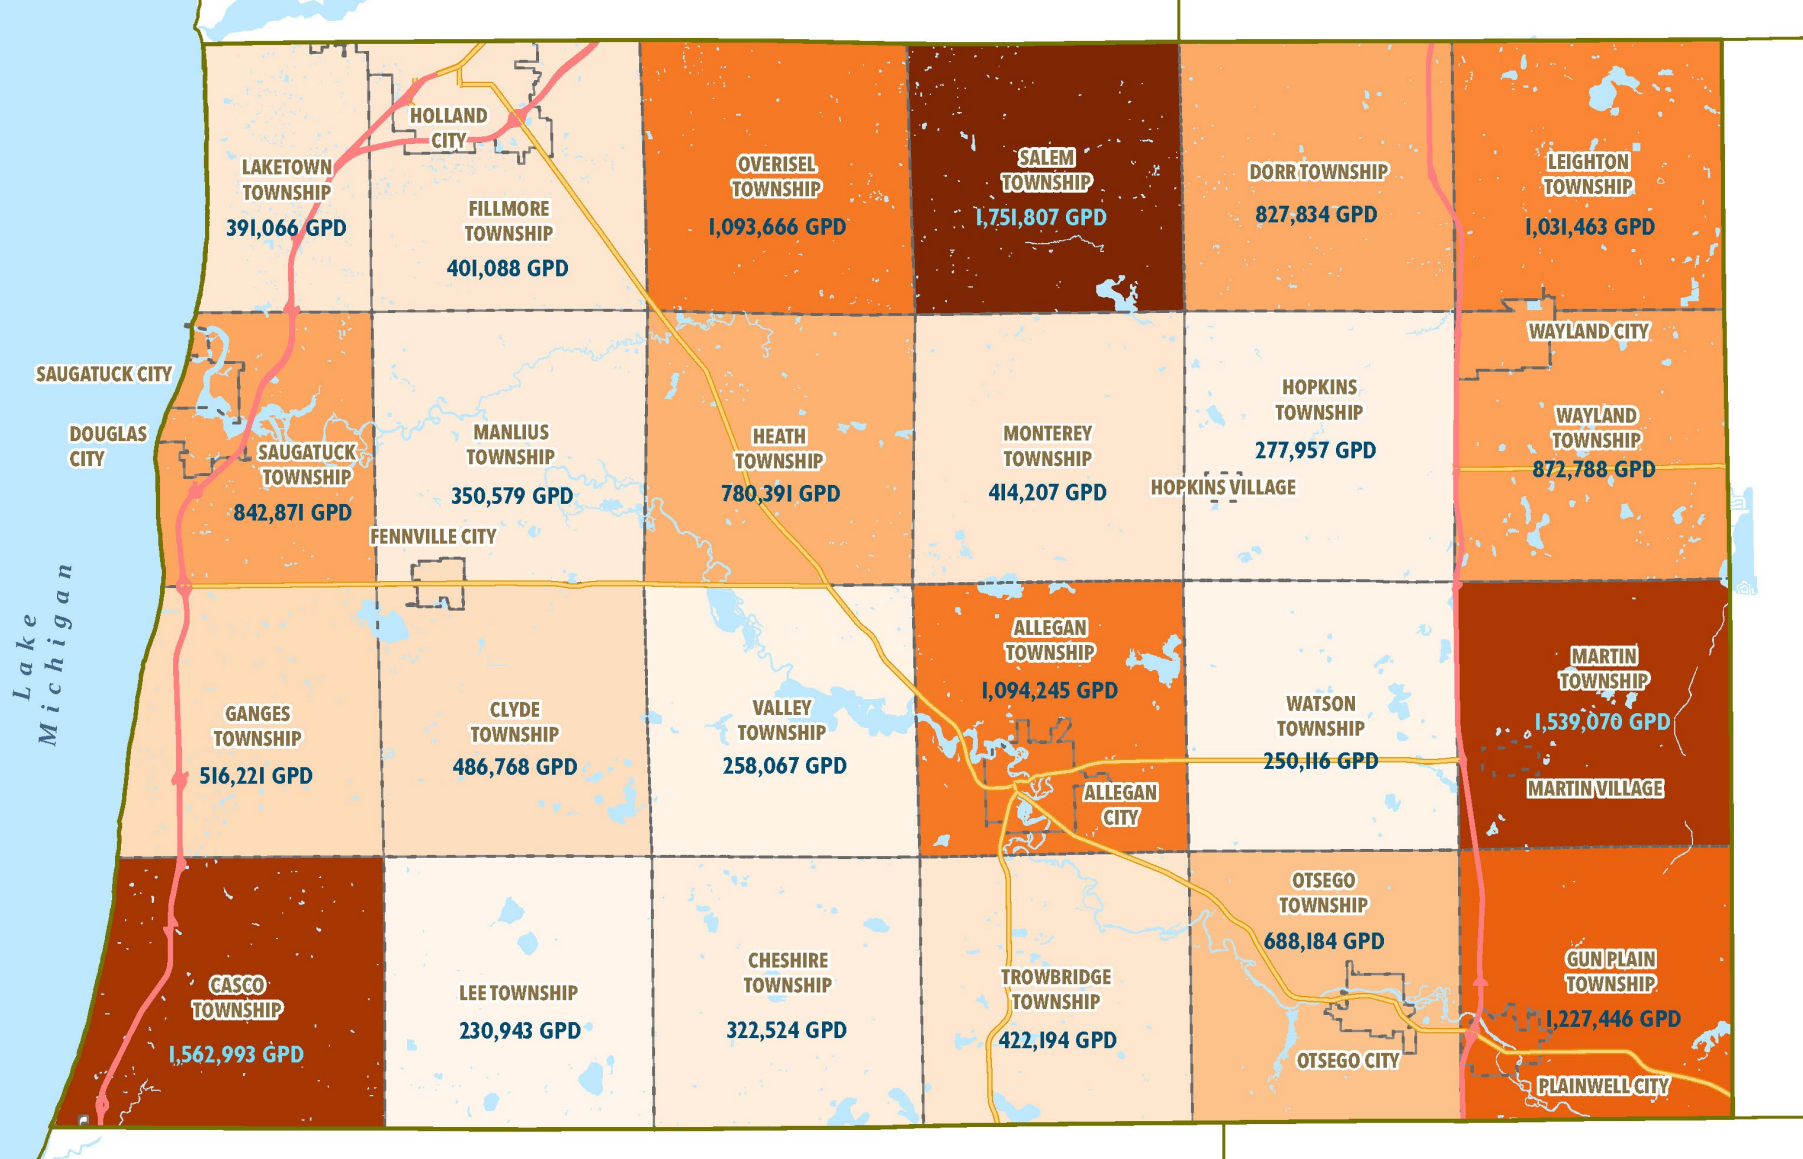 HOLLAND
CITY
LAKETOWN
TOWNSHIP
391,066 GPD
FILLMORE
TOWNSHIP
401,088 GPD
OVERISEL
TOWNSHIP
1,093,666 GPD
SALEM
TOWNSHIP
1,751,807 GPD
DORR TOWNSHIP
827,834 GPD
LEIGHTON
TOWNSHIP
1,031,463 GPD
SAUGATUCK CITY
DOUGLAS
CITY
SAUGATUCK
TOWNSHIP
842,871 GPD
MANLIUS
TOWNSHIP
350,579 GPD
FENNVILLE CITY
HEATH
TOWNSHIP
780,391 GPD
MONTEREY
TOWNSHIP
414,207 GPD
HOPKINS
TOWNSHIP
277,957 GPD
HOPKINS VILLAGE
WAYLAND CITY
WAYLAND
TOWNSHIP
872,788 GPD
Lake
Michigan
GANGES
TOWNSHIP
516,221 GPD
CLYDE
TOWNSHIP
486,768 GPD
VALLEY
TOWNSHIP
258,067 GPD
ALLEGAN
TOWNSHIP
1,094,245 GPD
ALLEGAN
CITY
WATSON
TOWNSHIP
250,116 GPD
MARTIN
TOWNSHIP
1,539,070 GPD
MARTIN VILLAGE
CASCO
TOWNSHIP
1,562,993 GPD
LEE TOWNSHIP
230,943 GPD
CHESHIRE
TOWNSHIP
322,524 GPD
TROWBRIDGE
TOWNSHIP
422,194 GPD
OTSEGO
TOWNSHIP
688,184 GPD
OTSEGO CITY
GUN PLAIN
TOWNSHIP
1,227,446 GPD
PLAINWELL CITY